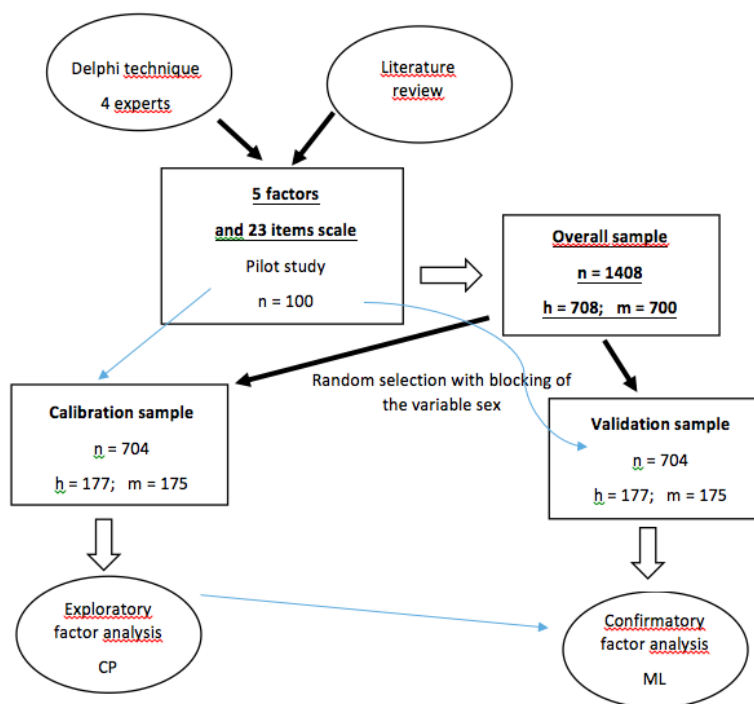 Delphi technique
4 experts
Literature
review
5 factors
and 23 items scale
Pilot study
n = 100
Overall sample
n = 1408
h = 708; m = 700
Random selection with blocking of
the variable sex
Calibration sample
n = 704
h = 177; m = 175
Validation sample
n = 704
h = 177; m = 175
Exploratory
factor analysis
CP
Confirmatory
factor analysis
ML